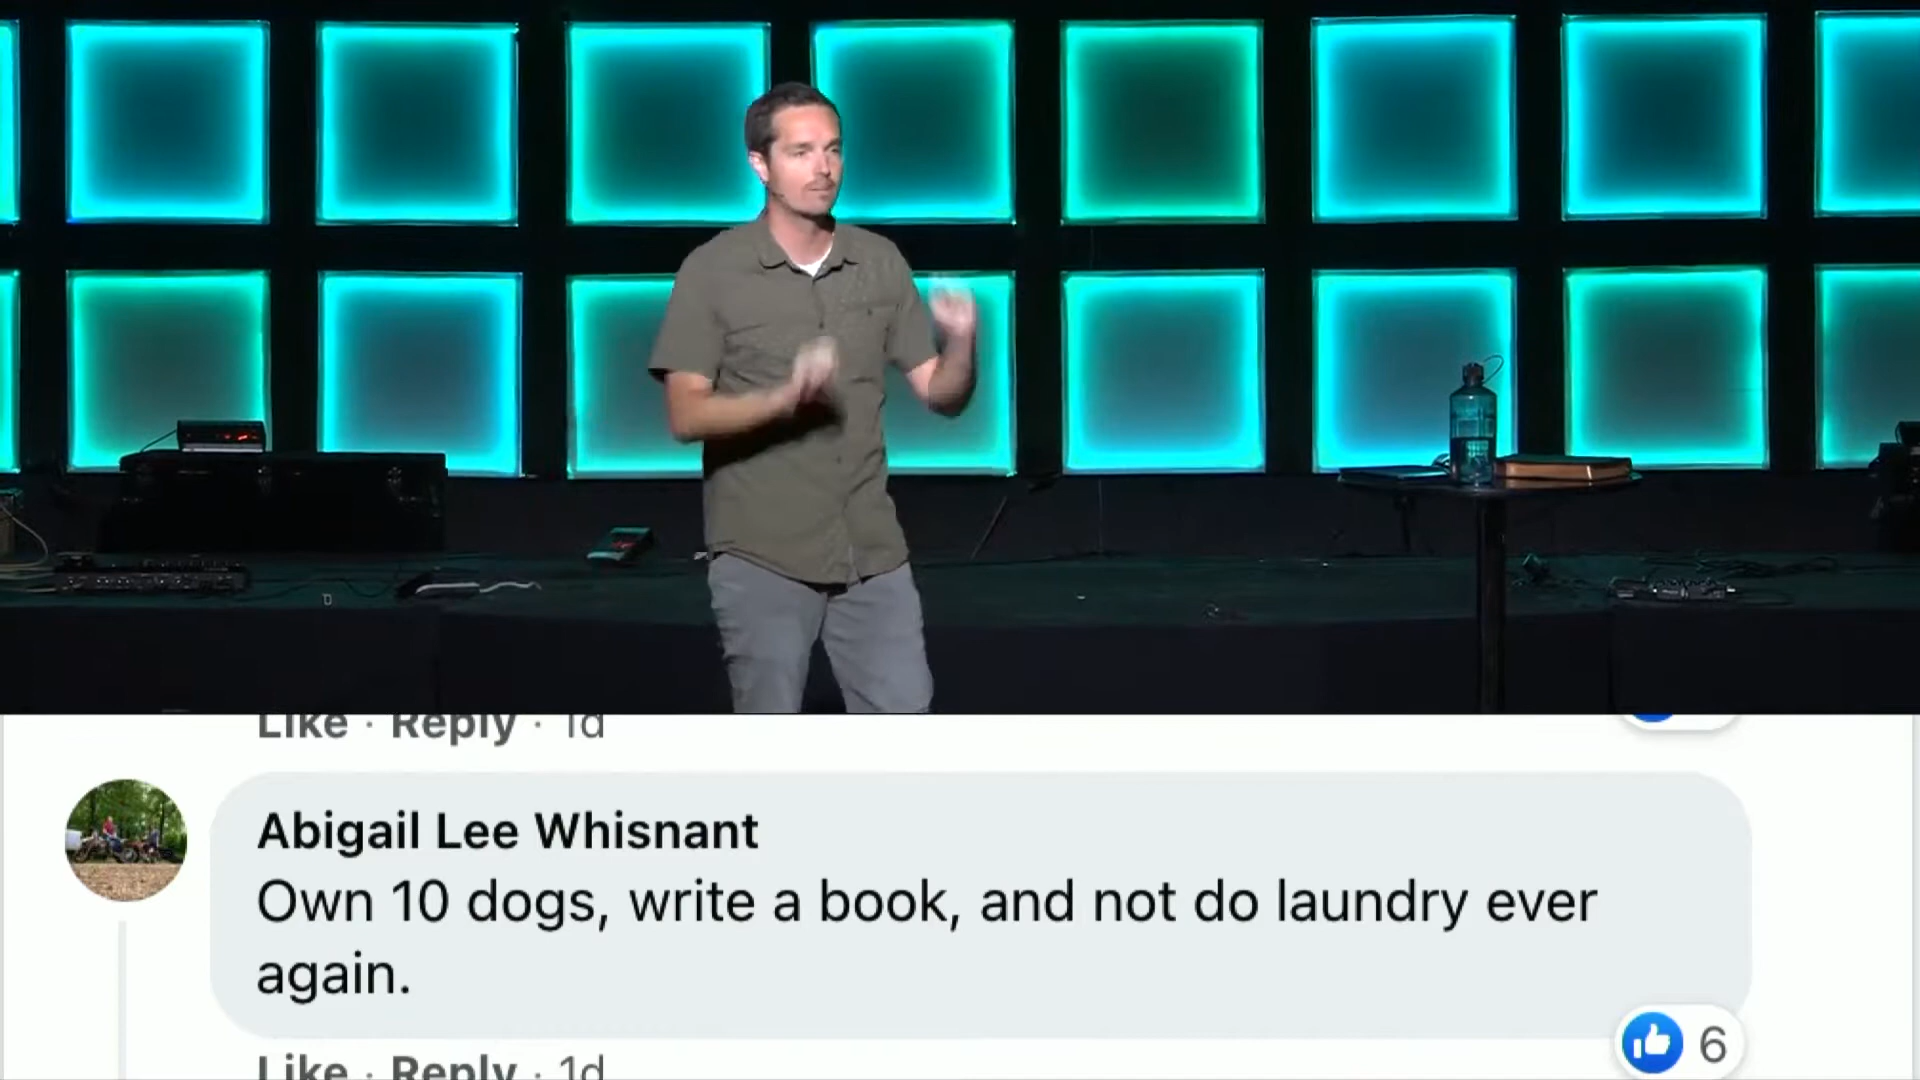 Like · Reply · 1d
Abigail Lee Whisnant
Own 10 dogs, write a book, and not do laundry ever
again.
6
Like · Reply · 1d